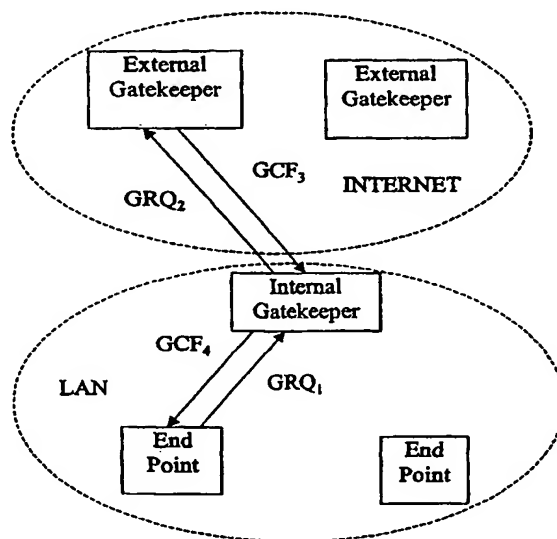 External
Gatekeeper
External
Gatekeeper
GCF₃
INTERNET
GRQ₂
Internal
Gatekeeper
GCF₄
LAN
GRQ₁
End
Point
End
Point